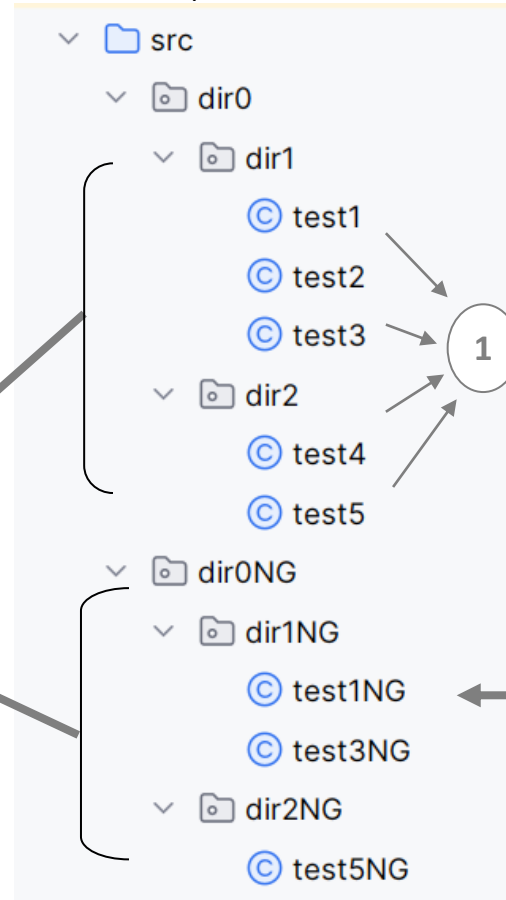 src
dir0
dir1
test1
test2
test3
1
dir2
test4
test5
dir0NG
dir1NG
test1NG
test3NG
dir2NG
test5NG